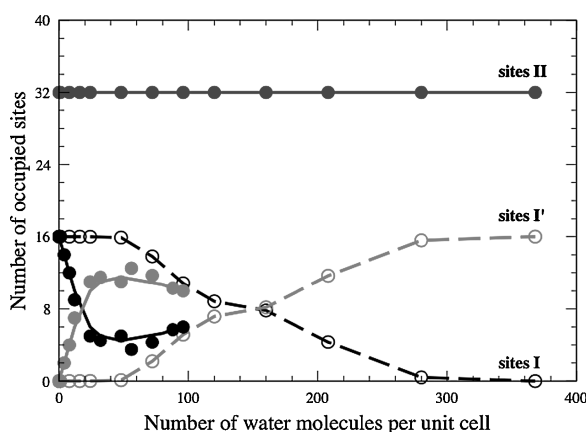 40
sites II
32
24
sites I'
16
8
sites I
0
0
100
200
300
400
Number of occupied sites
Number of water molecules per unit cell